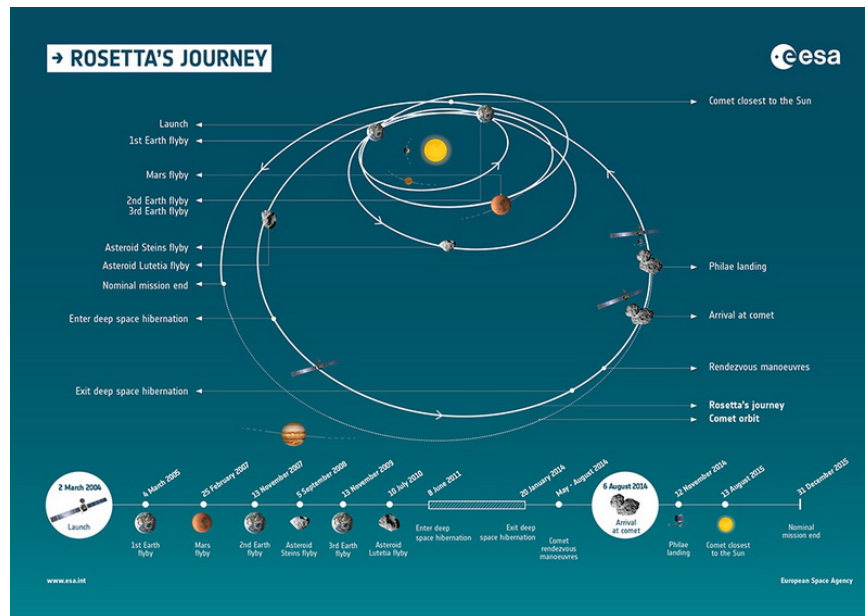 → ROSETTA'S JOURNEY
esa
Launch
1st Earth flyby
Mars flyby
2nd Earth flyby
3rd Earth flyby
Asteroid Steins flyby
Asteroid Lutetia flyby
Nominal mission end
Enter deep space hibernation
Exit deep space hibernation
Comet closest to the Sun
Philae landing
Arrival at comet
Rendezvous manoeuvres
Rosetta's journey
Comet orbit
2 March 2004
Launch
4 March 2005
1st Earth
flyby
25 February 2007
Mars
flyby
13 November 2007
2nd Earth
flyby
5 September 2008
Asteroid
Steins flyby
13 November 2009
3rd Earth
flyby
10 July 2010
Asteroid
Lutetia flyby
8 June 2011
Enter deep
space hibernation
20 January 2014
Exit deep
space hibernation
May - August 2014
Comet
rendezvous
manoeuvres
6 August 2014
Arrival
at comet
12 November 2014
Philae
landing
13 August 2015
Comet closest
to the Sun
31 December 2015
Nominal
mission end
www.esa.int
European Space Agency